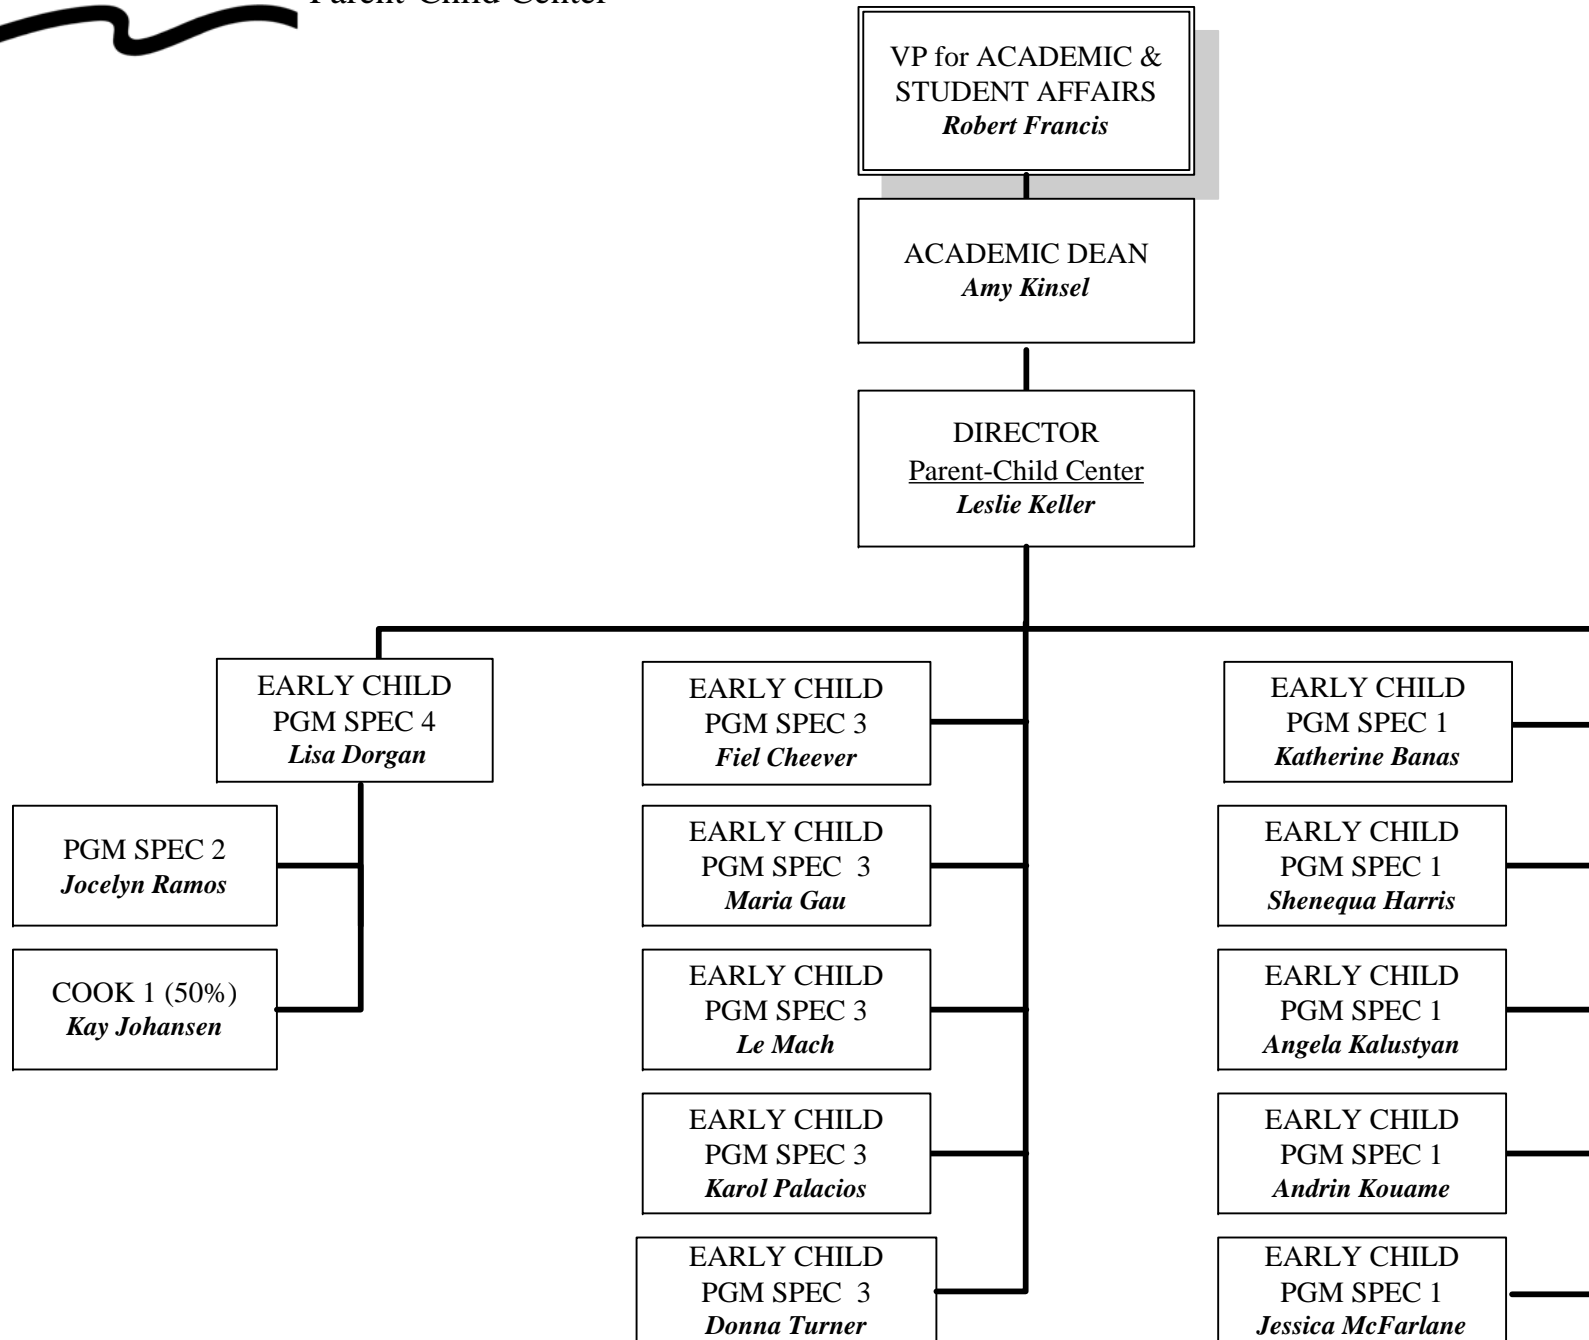 Parent-Child Center
VP for ACADEMIC &
STUDENT AFFAIRS
Robert Francis
ACADEMIC DEAN
Amy Kinsel
DIRECTOR
Parent-Child Center
Leslie Keller
EARLY CHILD
PGM SPEC 4
Lisa Dorgan
PGM SPEC 2
Jocelyn Ramos
COOK 1 (50%)
Kay Johansen
EARLY CHILD
PGM SPEC 3
Fiel Cheever
EARLY CHILD
PGM SPEC  3
Maria Gau
EARLY CHILD
PGM SPEC 3
Le Mach
EARLY CHILD
PGM SPEC 3
Karol Palacios
EARLY CHILD
PGM SPEC  3
Donna Turner
EARLY CHILD
PGM SPEC 1
Katherine Banas
EARLY CHILD
PGM SPEC 1
Shenequa Harris
EARLY CHILD
PGM SPEC 1
Angela Kalustyan
EARLY CHILD
PGM SPEC 1
Andrin Kouame
EARLY CHILD
PGM SPEC 1
Jessica McFarlane